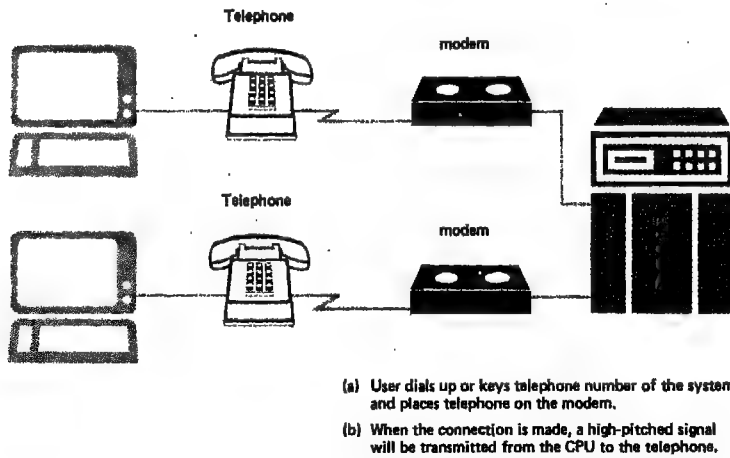 Telephone
modem
Telephone
modem
(a) User dials up or keys telephone number of the system
and places telephone on the modem.
(b) When the connection is made, a high-pitched signal
will be transmitted from the CPU to the telephone.